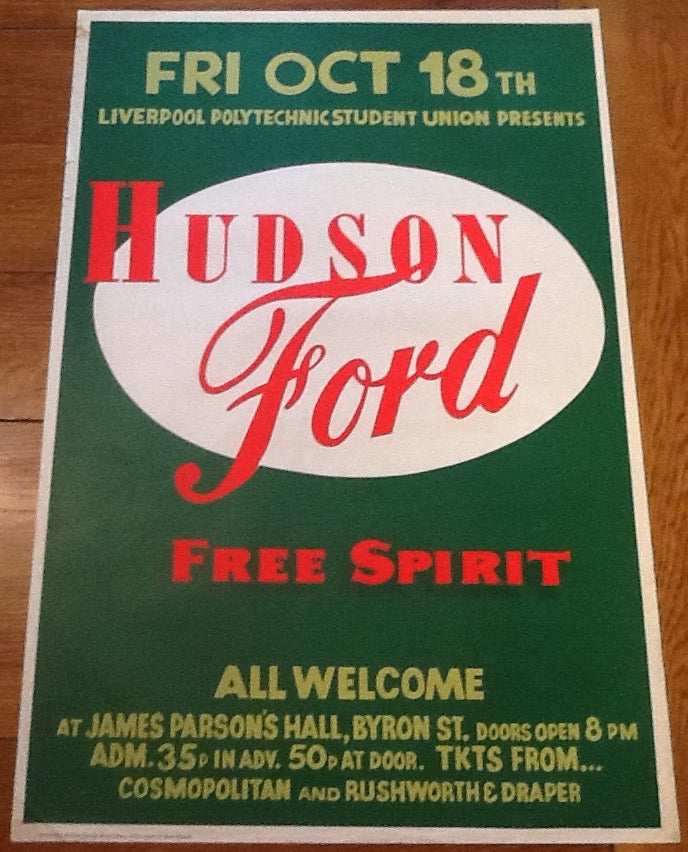 FRI OCT 18TH
LIVERPOOL POLYTECHNIC STUDENT UNION PRESENTS
HUDSON
Ford
FREE SPIRIT
ALL WELCOME
AT JAMES PARSON'S HALL, BYRON ST. DOORS OPEN 8 PM
ADM. 35p IN ADV. 50p AT DOOR. TKTS FROM...
COSMOPOLITAN AND RUSHWORTH & DRAPER